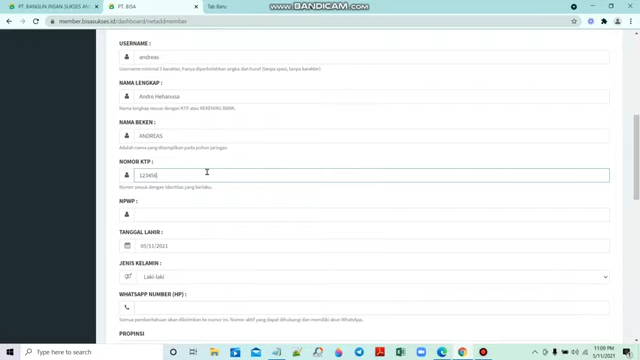 PT. BANGUN INSAN SUKSES AN
PT. BISA
Tab Baru
www.BANDICAM.com
member.bisasukses.id/dashboard/netaddmember
USERNAME :
andreas
Username minimal 5 karakter, hanya diperbolehkan angka dan huruf (tanpa spasi, tanpa karakter)
NAMA LENGKAP :
Andre Hehanusa
Nama lengkap sesuai dengan KTP atau REKENING BANK.
NAMA BEKEN :
ANDREAS
Adalah nama yang ditampilkan pada pohon jaringan
NOMOR KTP :
123456
Nomor sesuai dengan identitas yang berlaku.
NPWP :
TANGGAL LAHIR :
05/11/2021
JENIS KELAMIN :
Laki-laki
WHATSAPP NUMBER (HP) :
Semua pemberitahuan akan dikirimkan ke nomor ini. Nomor aktif yang dapat dihubungi dan memiliki akun WhatsApp.
PROPINSI
Type here to search
11:09 PM
5/11/2021